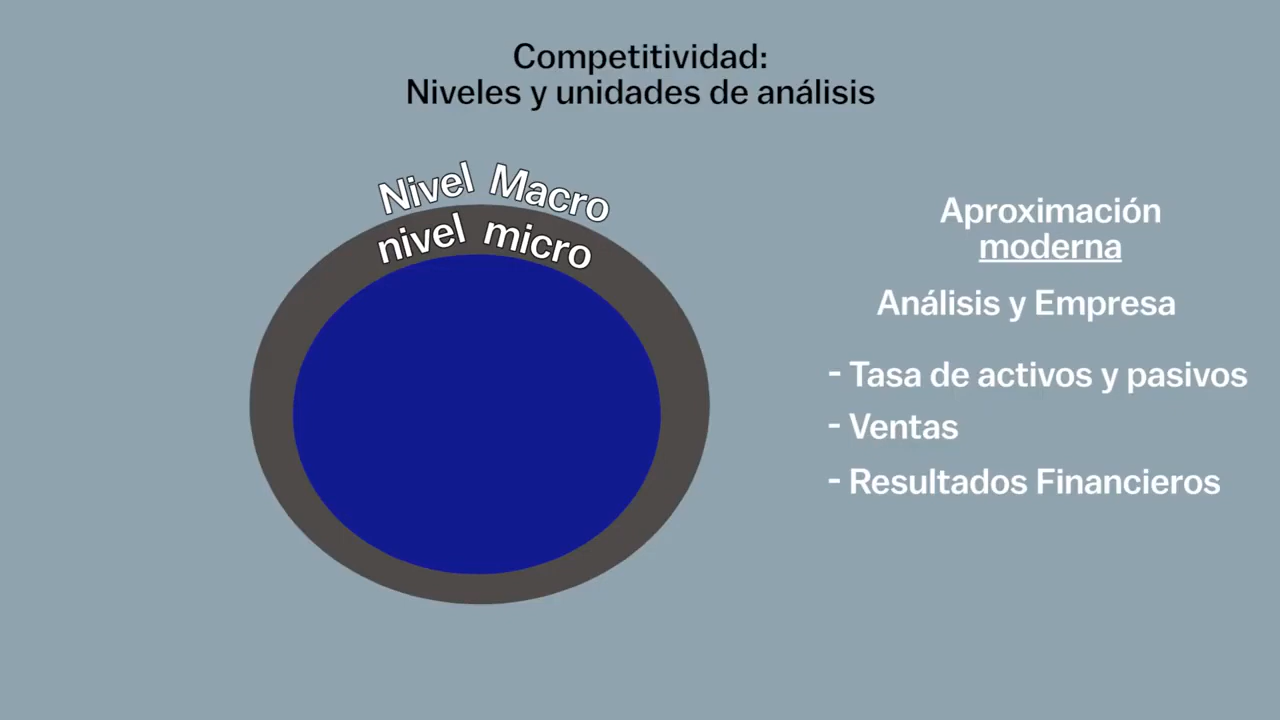 Competitividad:
Niveles y unidades de análisis
Nivel Macro
nivel micro
Aproximación
moderna
Análisis y Empresa
- Tasa de activos y pasivos
- Ventas
- Resultados Financieros